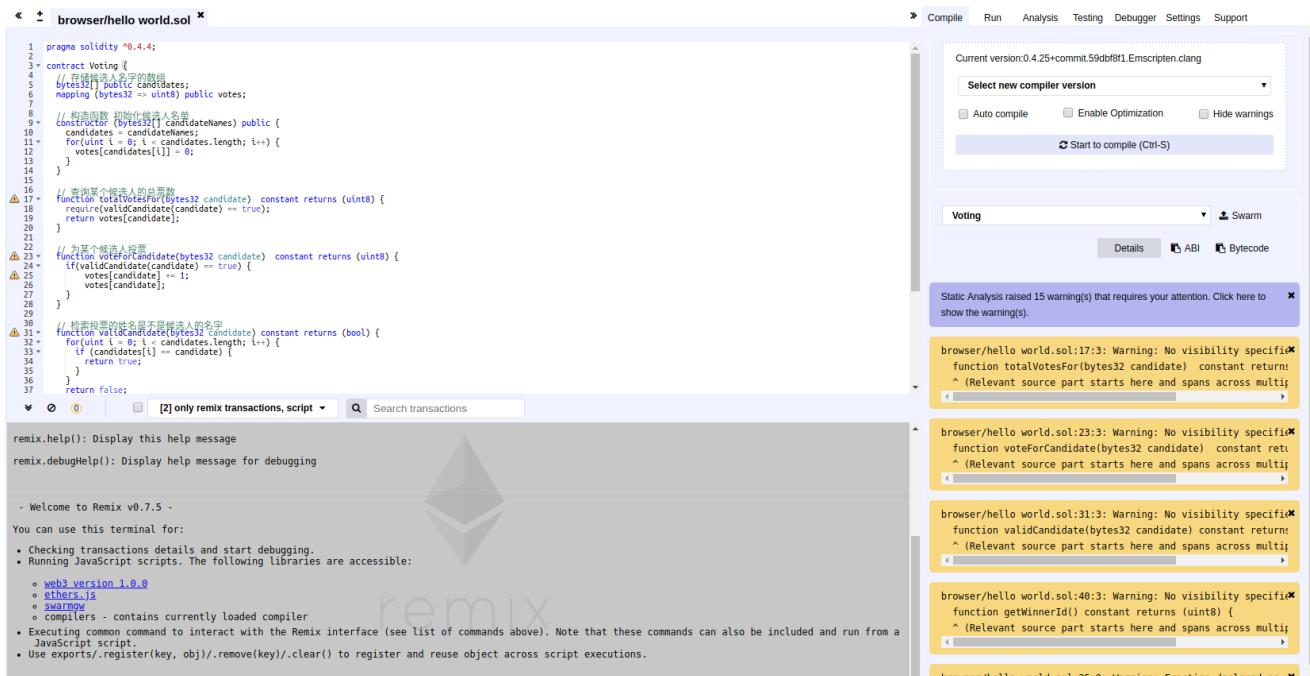 browser/hello world.sol
1 pragma solidity ^0.4.4;
2
3 contract Voting {
4 // 存储候选人名字的数组
5 bytes32[] public candidates;
6 mapping (bytes32 => uint8) public votes;
7
8 // 构造函数 初始化候选人名单
9 constructor (bytes32[] candidateNames) public {
10 candidates = candidateNames;
11 for(uint i = 0; i < candidates.length; i++) {
12 votes[candidates[i]] = 0;
13 }
14 }
15
16 // 查询某个候选人的总票数
17 function totalVotesFor(bytes32 candidate) constant returns (uint8) {
18 require(validCandidate(candidate) == true);
19 return votes[candidate];
20 }
21
22 // 为某个候选人投票
23 function voteForCandidate(bytes32 candidate) constant returns (uint8) {
24 if(validCandidate(candidate) == true) {
25 votes[candidate] += 1;
26 votes[candidate];
27 }
28 }
29
30 // 检索投票的姓名是不是候选人的名字
31 function validCandidate(bytes32 candidate) constant returns (bool) {
32 for(uint i = 0; i < candidates.length; i++) {
33 if (candidates[i] == candidate) {
34 return true;
35 }
36 }
37 return false;
0 [2] only remix transactions, script Search transactions
remix.help(): Display this help message
remix.debugHelp(): Display help message for debugging
- Welcome to Remix v0.7.5 -
You can use this terminal for:
• Checking transactions details and start debugging.
• Running JavaScript scripts. The following libraries are accessible:
web3 version 1.0.0
ethers.js
swarmgw
compilers - contains currently loaded compiler
• Executing common command to interact with the Remix interface (see list of commands above). Note that these commands can also be included and run from a
JavaScript script.
• Use exports/.register(key, obj)/.remove(key)/.clear() to register and reuse object across script executions.
remix
Compile Run Analysis Testing Debugger Settings Support
Current version:0.4.25+commit.59dbf8f1.Emscripten.clang
Select new compiler version
Auto compile Enable Optimization Hide warnings
Start to compile (Ctrl-S)
Voting Swarm
Details ABI Bytecode
Static Analysis raised 15 warning(s) that requires your attention. Click here to
show the warning(s).
browser/hello world.sol:17:3: Warning: No visibility specifie
function totalVotesFor(bytes32 candidate) constant returns
^ (Relevant source part starts here and spans across multip
browser/hello world.sol:23:3: Warning: No visibility specifie
function voteForCandidate(bytes32 candidate) constant retu
^ (Relevant source part starts here and spans across multip
browser/hello world.sol:31:3: Warning: No visibility specifie
function validCandidate(bytes32 candidate) constant returns
^ (Relevant source part starts here and spans across multip
browser/hello world.sol:40:3: Warning: No visibility specifie
function getWinnerId() constant returns (uint8) {
^ (Relevant source part starts here and spans across multip